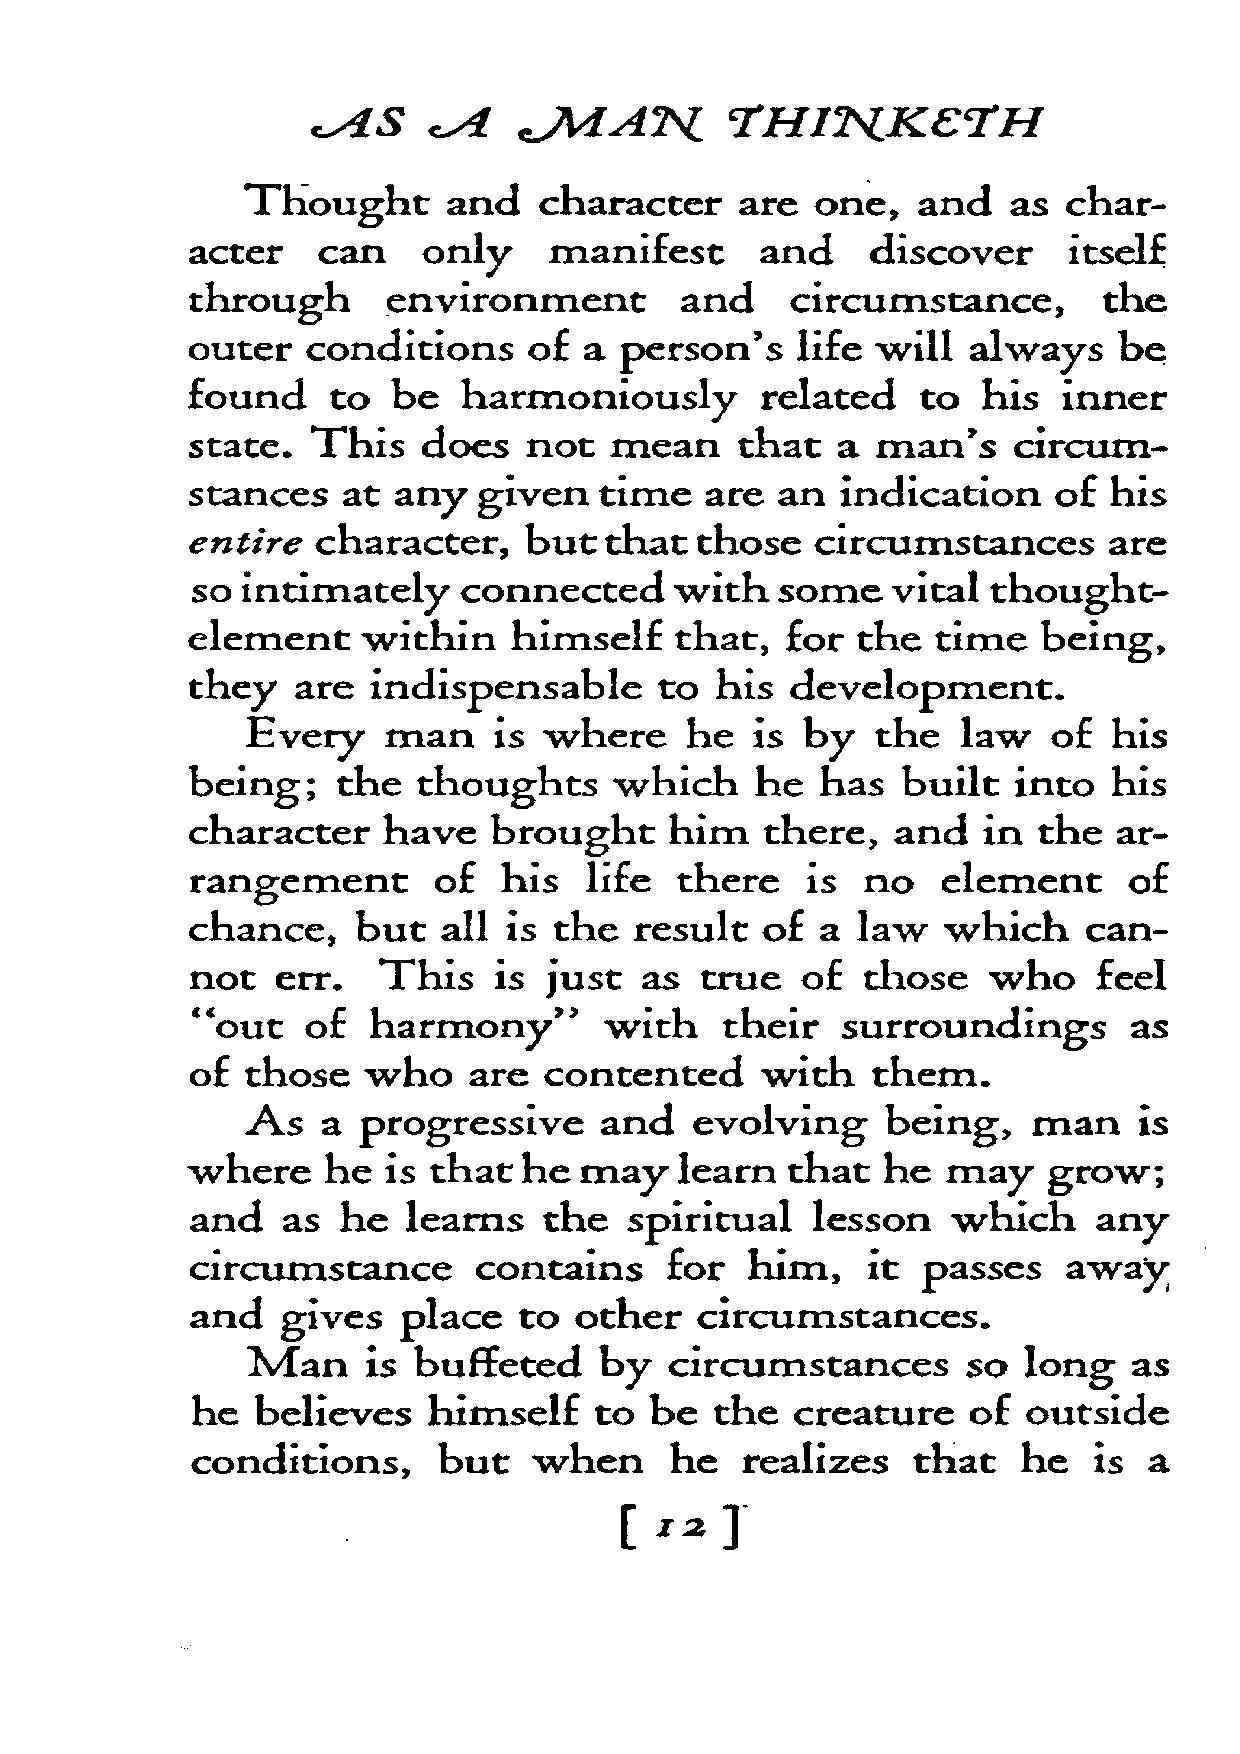 AS A MAN THINKETH
Thought and character are one, and as char-
acter can only manifest and discover itself
through environment and circumstance, the
outer conditions of a person's life will always be
found to be harmoniously related to his inner
state. This does not mean that a man's circum-
stances at any given time are an indication of his
entire character, but that those circumstances are
so intimately connected with some vital thought-
element within himself that, for the time being,
they are indispensable to his development.
Every man is where he is by the law of his
being; the thoughts which he has built into his
character have brought him there, and in the ar-
rangement of his life there is no element of
chance, but all is the result of a law which can-
not err. This is just as true of those who feel
"out of harmony" with their surroundings as
of those who are contented with them.
As a progressive and evolving being, man is
where he is that he may learn that he may grow;
and as he learns the spiritual lesson which any
circumstance contains for him, it passes away
and gives place to other circumstances.
Man is buffeted by circumstances so long as
he believes himself to be the creature of outside
conditions, but when he realizes that he is a
[ 12 ]